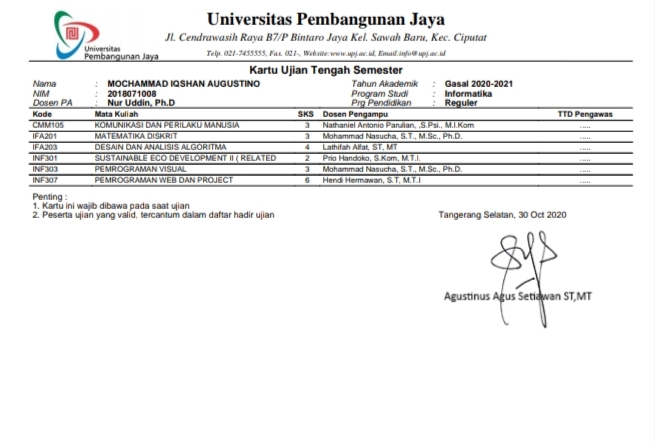 Universitas Pembangunan Jaya
Jl. Cendrawasih Raya B7/P Bintaro Jaya Kel. Sawah Baru, Kec. Ciputat
Telp. 021-7455555, Fax. 021-, Website:www.upj.ac.id, Email:info@upj.ac.id
Universitas
Pembangunan Jaya
Kartu Ujian Tengah Semester
Nama : MOCHAMMAD IQSHAN AUGUSTINO Tahun Akademik : Gasal 2020-2021
NIM : 2018071008 Program Studi : Informatika
Dosen PA : Nur Uddin, Ph.D Prg Pendidikan : Reguler
Kode Mata Kuliah SKS Dosen Pengampu TTD Pengawas
CMM105 KOMUNIKASI DAN PERILAKU MANUSIA 3 Nathaniel Antonio Parulian, ,S.Psi., M.I.Kom .....
IFA201 MATEMATIKA DISKRIT 3 Mohammad Nasucha, S.T., M.Sc., Ph.D. .....
IFA203 DESAIN DAN ANALISIS ALGORITMA 4 Lathifah Alfat, ST, MT .....
INF301 SUSTAINABLE ECO DEVELOPMENT II ( RELATED 2 Prio Handoko, S.Kom, M.T.I. .....
INF303 PEMROGRAMAN VISUAL 3 Mohammad Nasucha, S.T., M.Sc., Ph.D. .....
INF307 PEMROGRAMAN WEB DAN PROJECT 6 Hendi Hermawan, S.T, M.T.I .....
Penting :
1. Kartu ini wajib dibawa pada saat ujian
2. Peserta ujian yang valid, tercantum dalam daftar hadir ujian
Tangerang Selatan, 30 Oct 2020
Agustinus Agus Setiawan ST,MT